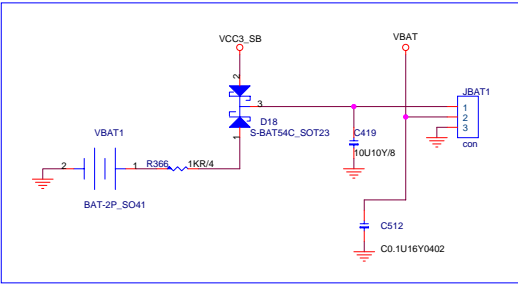 VCC3_SB
VBAT
2
JBAT1
3
1
2
3
D18
S-BAT54C_SOT23
con
C419
10U10Y/8
1
VBAT1
2
1
R366
1KR/4
BAT-2P_SO41
C512
C0.1U16Y0402